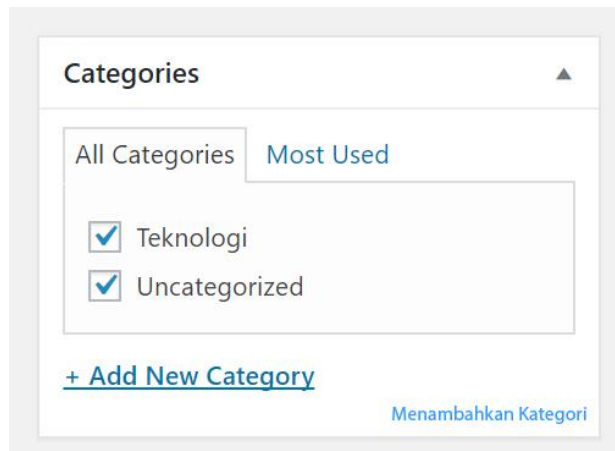 Categories
All Categories Most Used
Teknologi
Uncategorized
+ Add New Category
Menambahkan Kategori